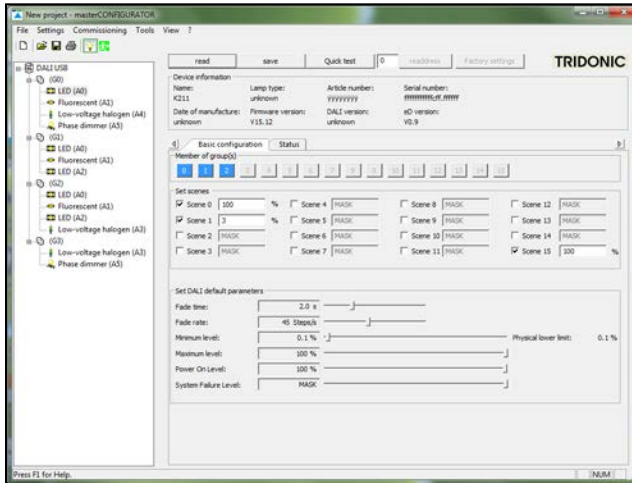 New project - masterCONFIGURATOR
File Settings Commissioning Tools View ?
read save Quick test 0 readdress Factory settings TRIDONIC
DALI USB
(G0)
LED (A0)
Fluorescent (A1)
Low-voltage halogen (A4)
Phase dimmer (A5)
(G1)
LED (A0)
Fluorescent (A1)
LED (A2)
(G2)
LED (A0)
Fluorescent (A1)
LED (A2)
Low-voltage halogen (A3)
(G3)
Low-voltage halogen (A3)
Phase dimmer (A5)
Device information
Name: Lamp type: Article number: Serial number:
K211 unknown yyyyyyyy
Date of manufacture: Firmware version: DALI version: eD version:
unknown V15.12 unknown V0.9
Basic configuration Status
Member of group(s)
0 1 2 3 4 5 6 7 8 9 10 11 12 13 14 15
Set scenes
Scene 0 100 % Scene 4 MASK Scene 8 MASK Scene 12 MASK
Scene 1 3 % Scene 5 MASK Scene 9 MASK Scene 13 MASK
Scene 2 MASK Scene 6 MASK Scene 10 MASK Scene 14 MASK
Scene 3 MASK Scene 7 MASK Scene 11 MASK Scene 15 100 %
Set DALI default parameters
Fade time: 2.0 s
Fade rate: 45 Steps/s
Minimum level: 0.1 % Physical lower limit: 0.1 %
Maximum level: 100 %
Power On Level: 100 %
System Failure Level: MASK
Press F1 for Help. NUM